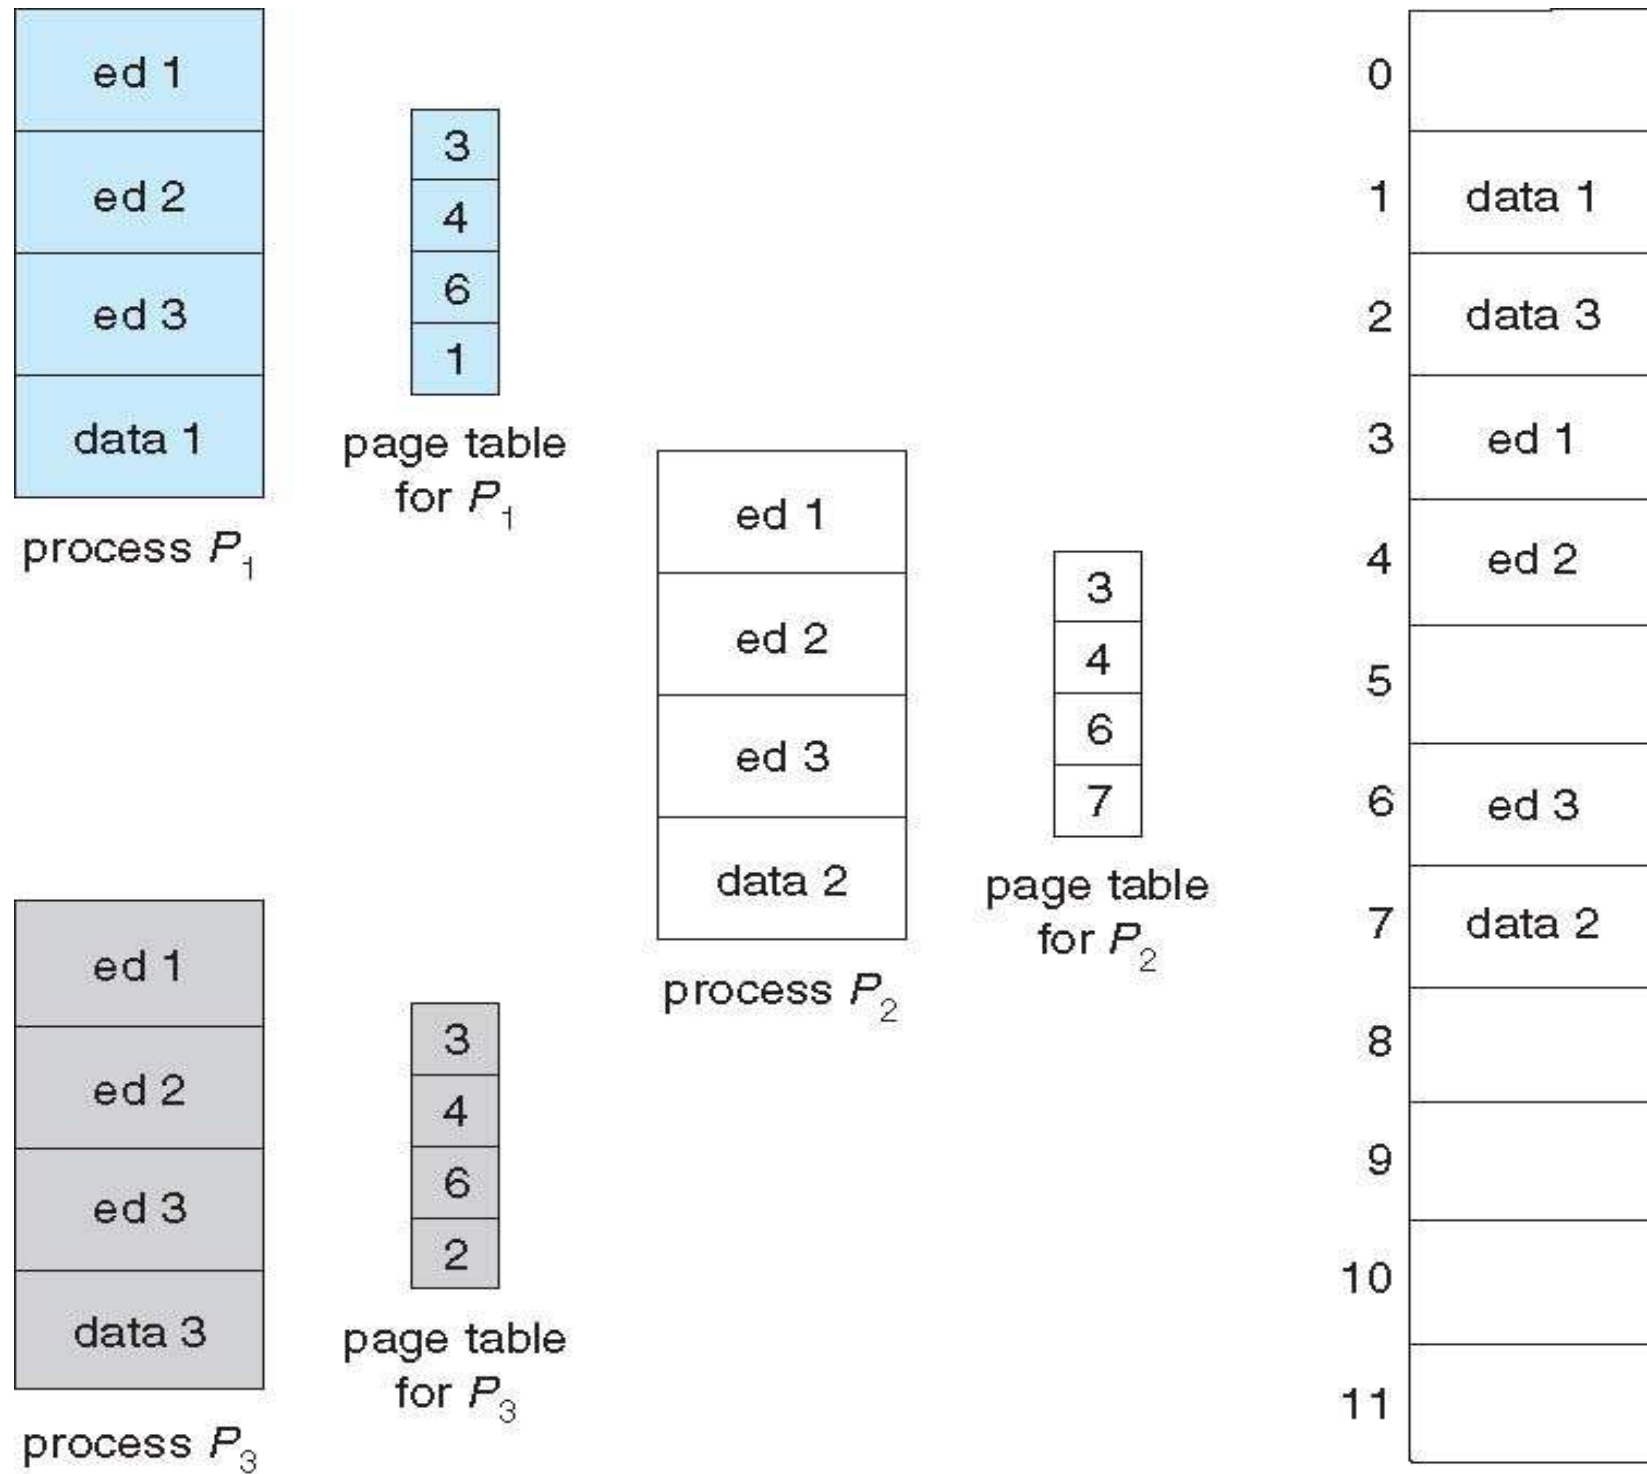 ed 1
ed 2
ed 3
data 1
process P1
3
4
6
1
page table
for P1
ed 1
ed 2
ed 3
data 2
process P2
3
4
6
7
page table
for P2
ed 1
ed 2
ed 3
data 3
process P3
3
4
6
2
page table
for P3
0
1 data 1
2 data 3
3 ed 1
4 ed 2
5
6 ed 3
7 data 2
8
9
10
11